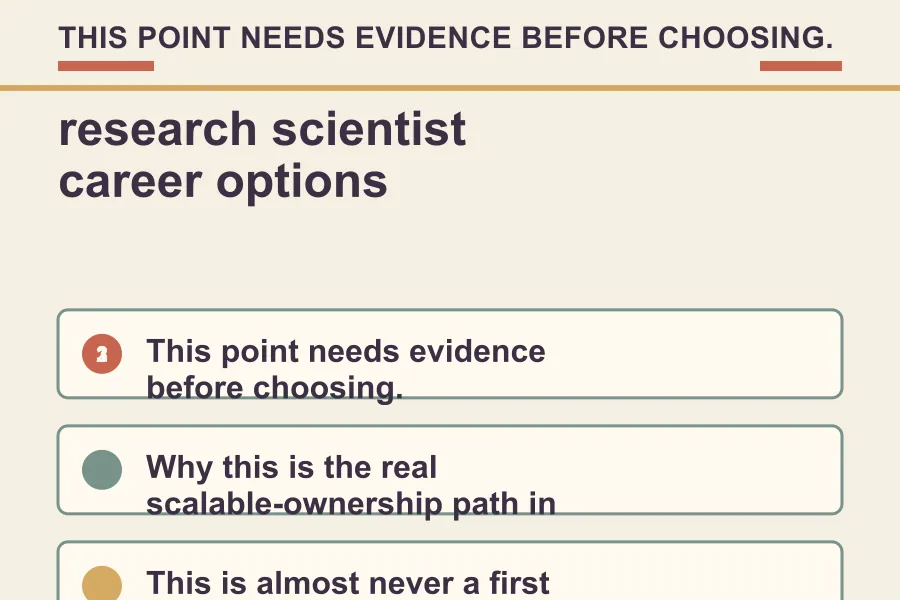 THIS POINT NEEDS EVIDENCE BEFORE CHOOSING.
research scientist
career options
This point needs evidence
before choosing.
Why this is the real
scalable-ownership path in
This is almost never a first